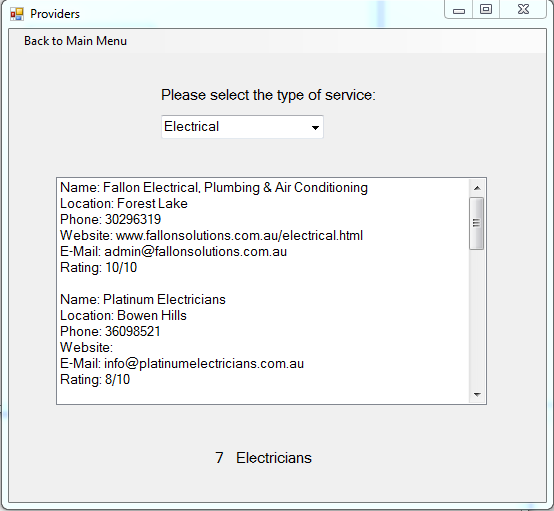 Providers
Back to Main Menu
Please select the type of service:
Electrical
Name: Fallon Electrical, Plumbing & Air Conditioning
Location: Forest Lake
Phone: 30296319
Website: www.fallonsolutions.com.au/electrical.html
E-Mail: admin@fallonsolutions.com.au
Rating: 10/10
Name: Platinum Electricians
Location: Bowen Hills
Phone: 36098521
Website:
E-Mail: info@platinumelectricians.com.au
Rating: 8/10
7 Electricians